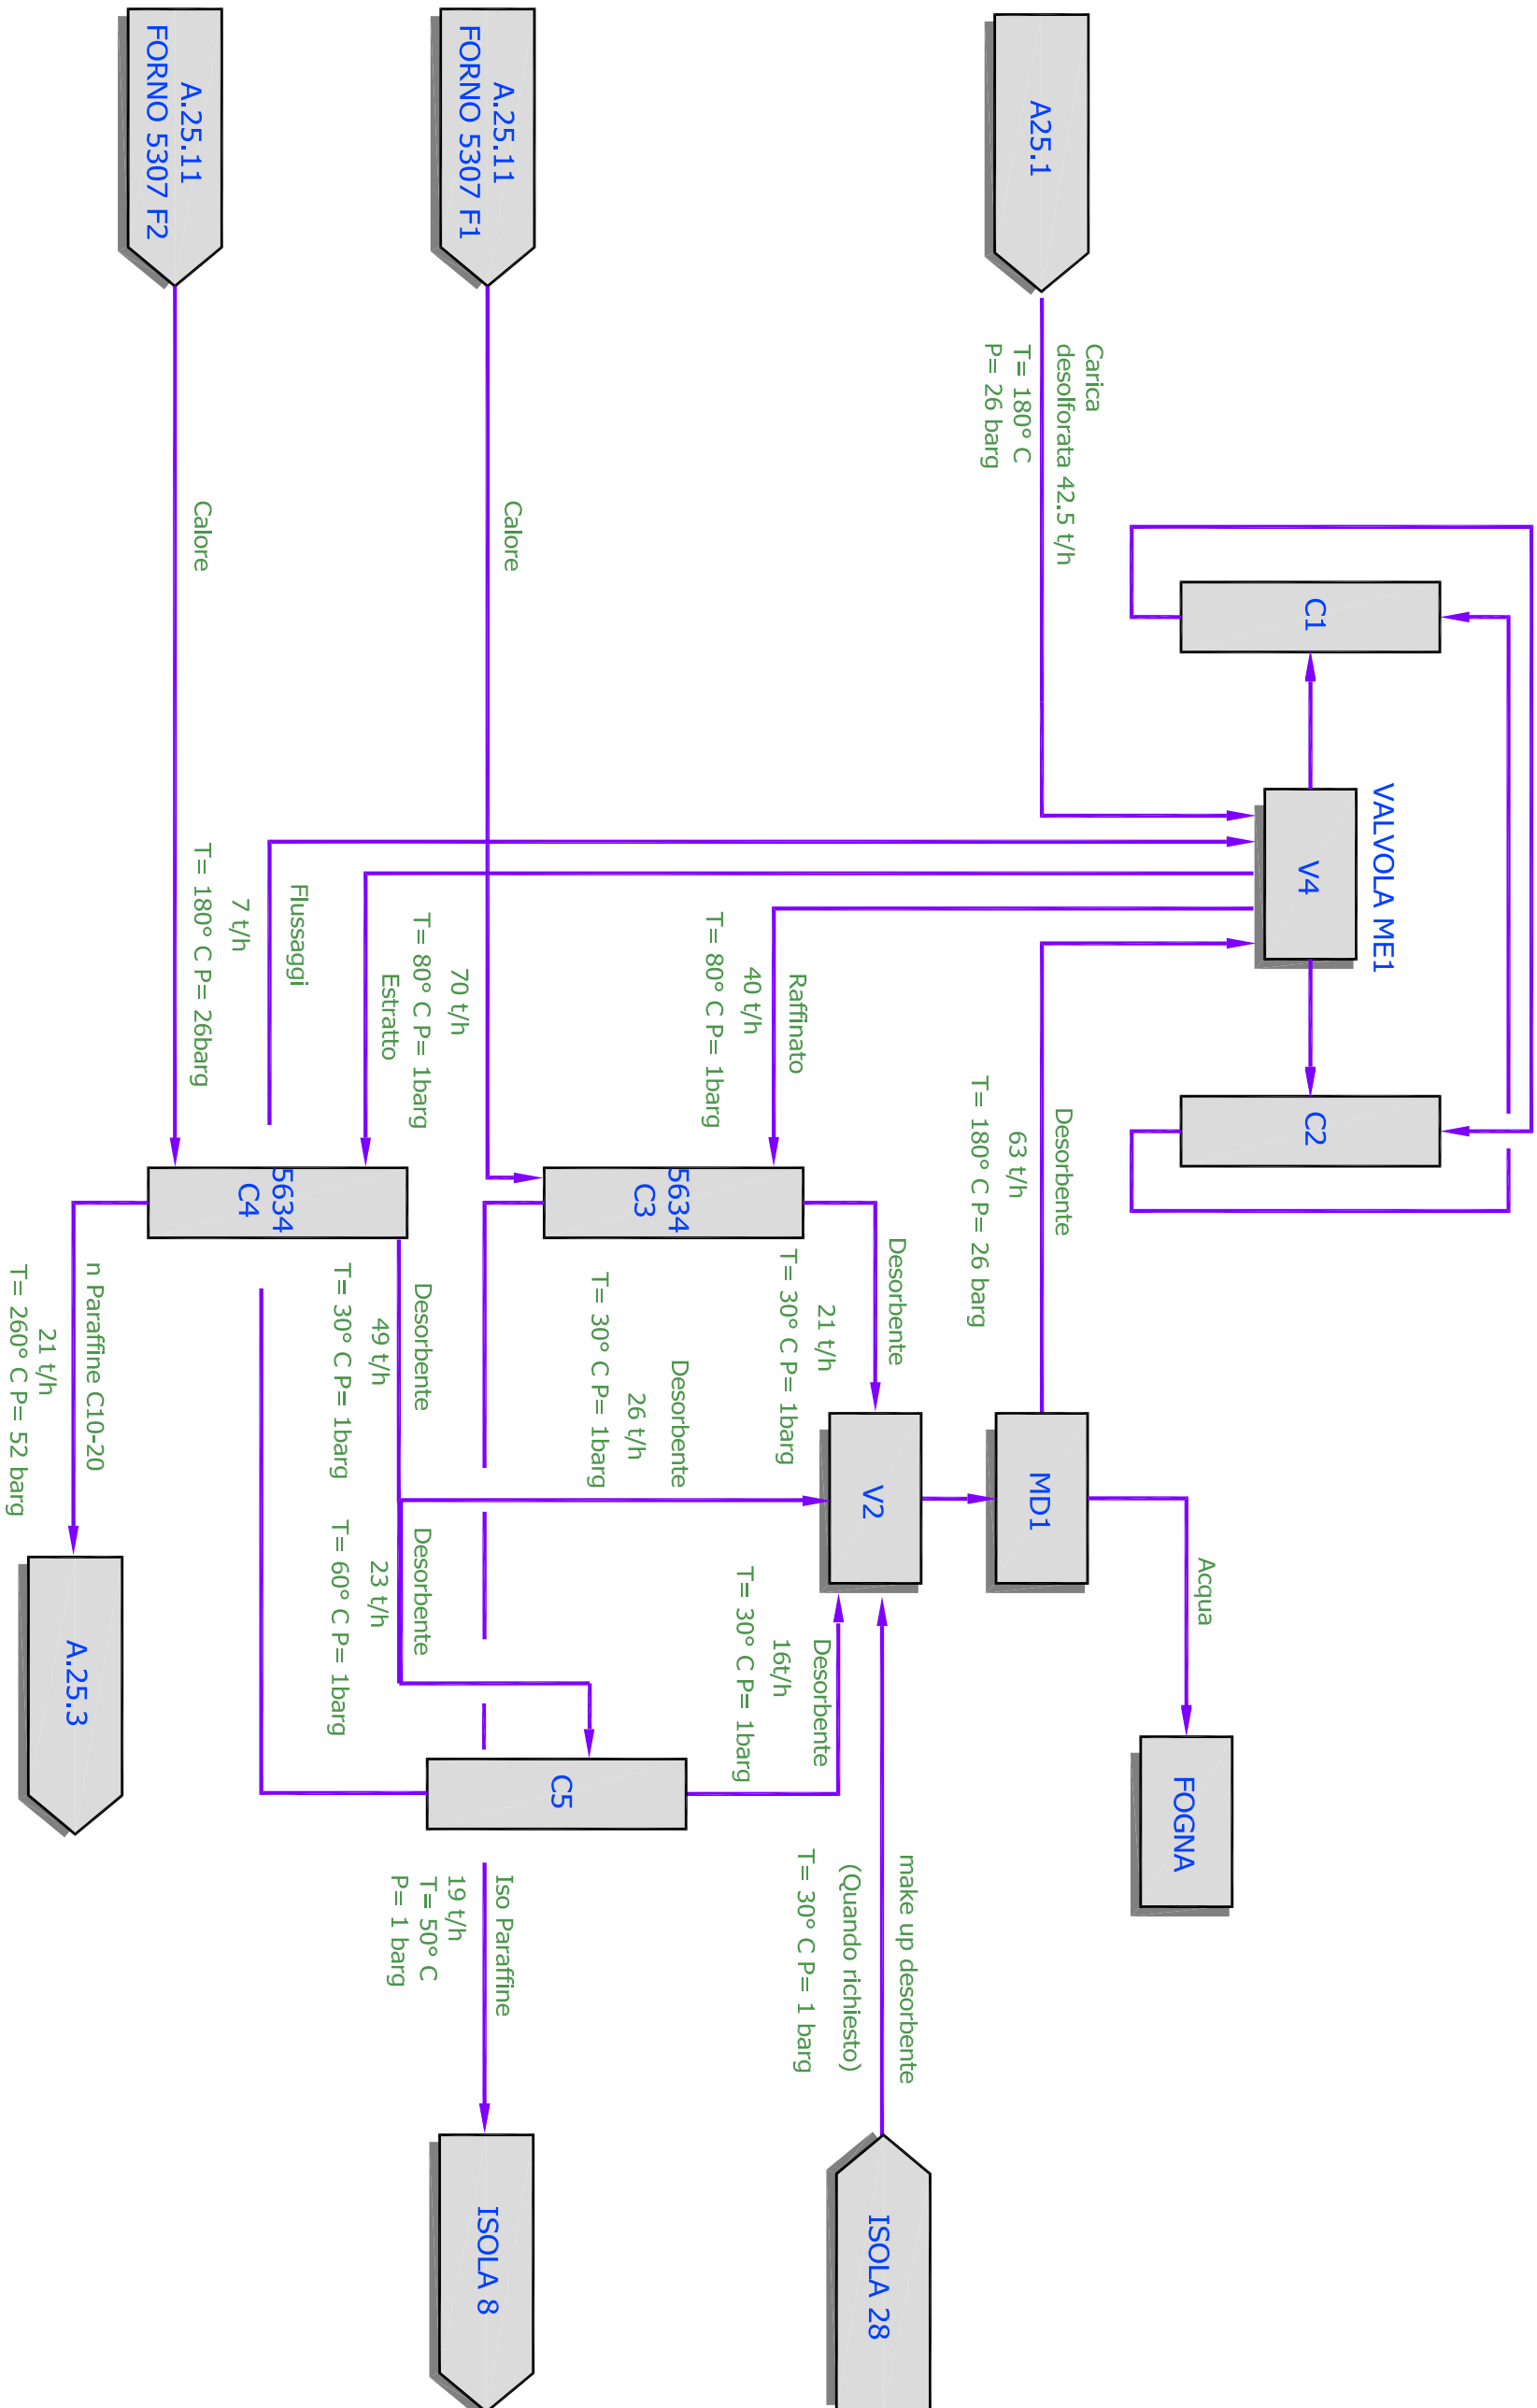 VALVOLA ME1
C1
V4
C2
A25.1
Carica
desolforata 42.5 t/h
T= 180° C
P= 26 barg
FOGNA
Acqua
Desorbente
63 t/h
T= 180° C P= 26 barg
MD1
V2
make up desorbente
(Quando richiesto)
T= 30° C P= 1 barg
ISOLA 28
Raffinato
40 t/h
T= 80° C P= 1barg
Desorbente
21 t/h
T= 30° C P= 1barg
Desorbente
16t/h
T= 30° C P= 1barg
5634
C3
Desorbente
26 t/h
T= 30° C P= 1barg
C5
A.25.11
FORNO 5307 F1
Calore
70 t/h
T= 80° C P= 1barg
Estratto
Iso Paraffine
19 t/h
T= 50° C
P= 1 barg
ISOLA 8
Desorbente
49 t/h
T= 30° C P= 1barg
Desorbente
23 t/h
T= 60° C P= 1barg
Flussaggi
7 t/h
T= 180° C P= 26barg
5634
C4
A.25.11
FORNO 5307 F2
Calore
n Paraffine C10-20
21 t/h
T= 260° C P= 52 barg
A.25.3